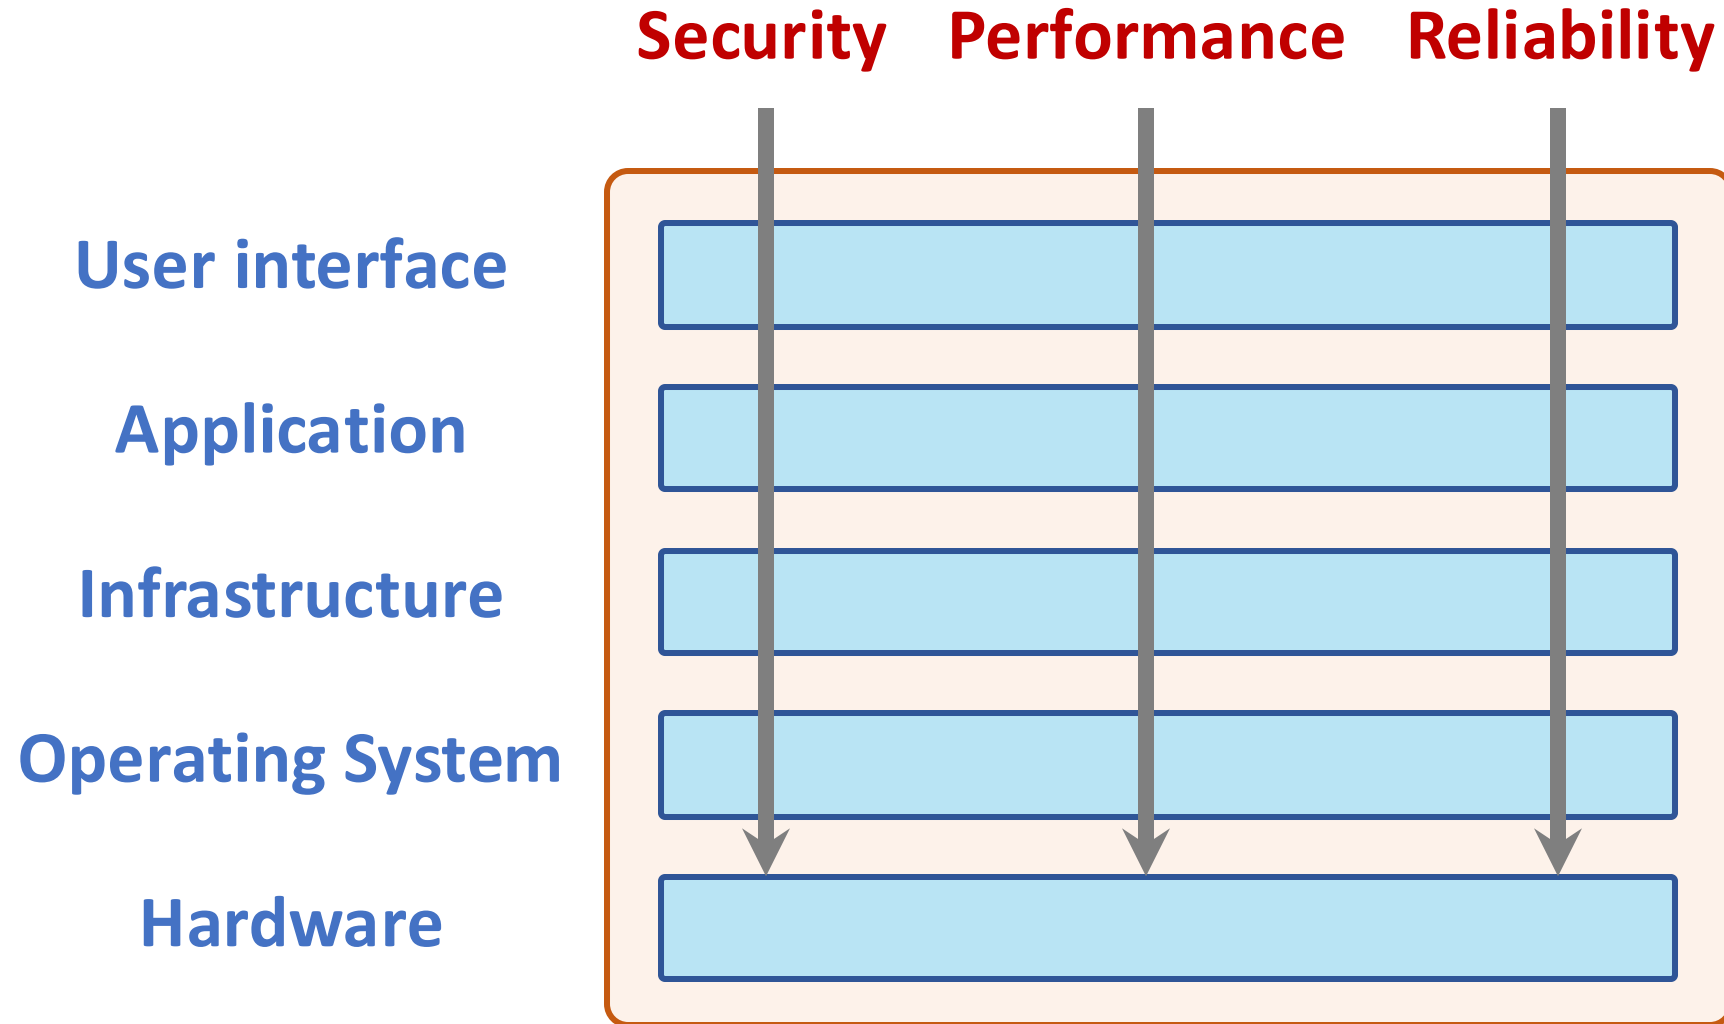 Security Performance Reliability
User interface
Application
Infrastructure
Operating System
Hardware